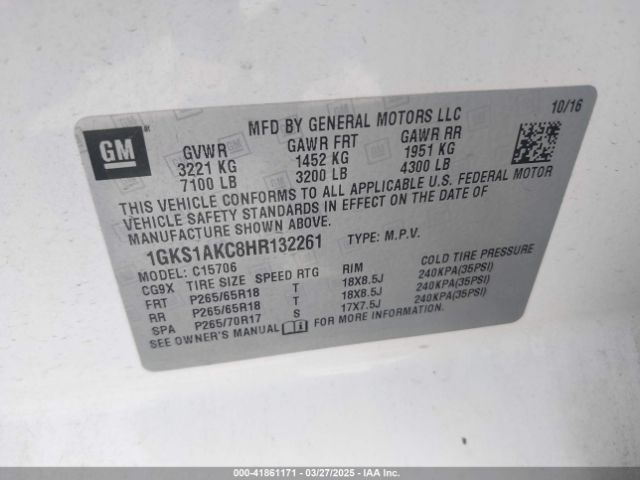 10/16
MFD BY GENERAL MOTORS LLC
GM
GVWR GAWR FRT GAWR RR
3221 KG 1452 KG 1951 KG
7100 LB 3200 LB 4300 LB
THIS VEHICLE CONFORMS TO ALL APPLICABLE U.S. FEDERAL MOTOR
VEHICLE SAFETY STANDARDS IN EFFECT ON THE DATE OF
MANUFACTURE SHOWN ABOVE.
1GKS1AKC8HR132261 TYPE: M.P.V.
MODEL: C15706
CG9X TIRE SIZE SPEED RTG RIM COLD TIRE PRESSURE
FRT P265/65R18 T 18X8.5J 240KPA(35PSI)
RR P265/65R18 T 18X8.5J 240KPA(35PSI)
SPA P265/70R17 S 17X7.5J 240KPA(35PSI)
SEE OWNER'S MANUAL FOR MORE INFORMATION.
000-41861171 - 03/27/2025 - IAA Inc.